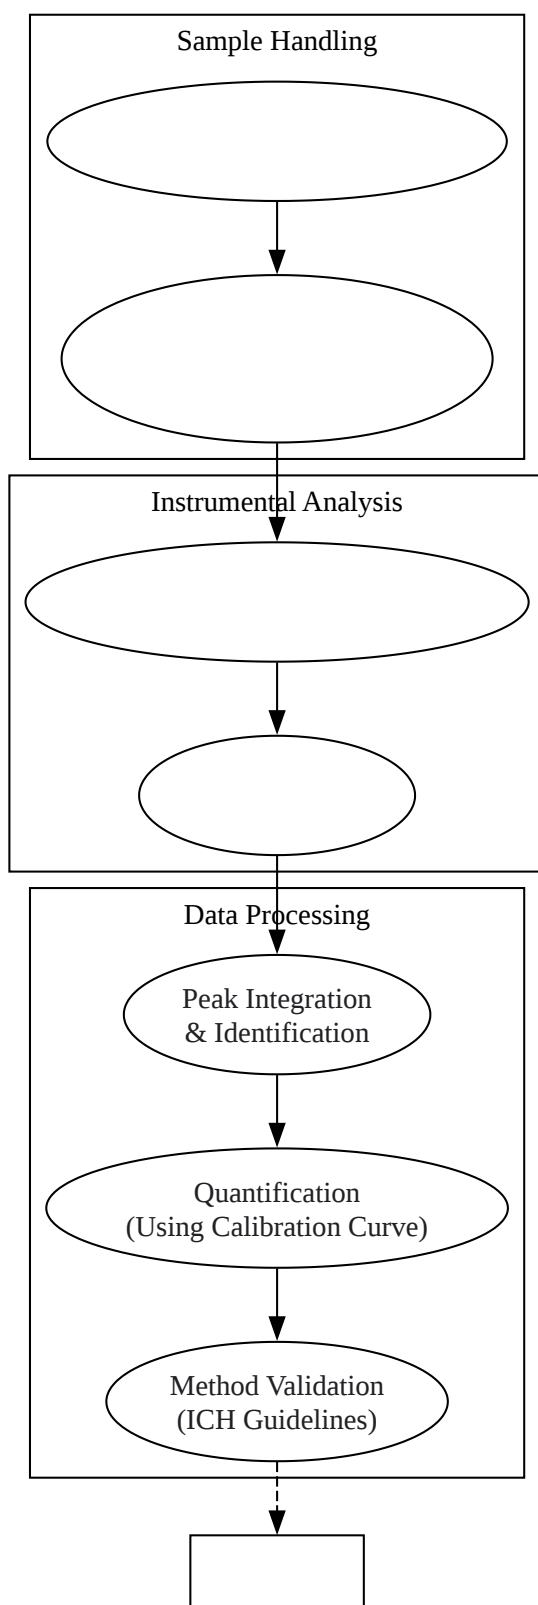 Sample Handling
Instrumental Analysis
Data Processing
Peak Integration
& Identification
Quantification
(Using Calibration Curve)
Method Validation
(ICH Guidelines)